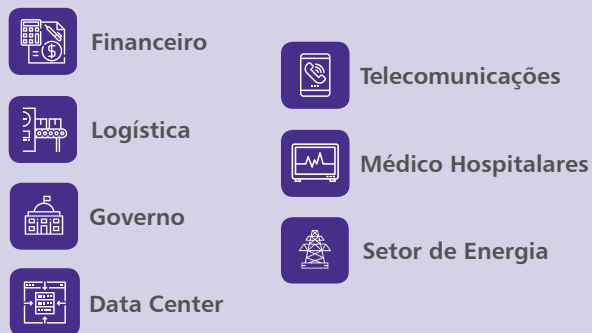 Financeiro
Logística
Governo
Data Center
Telecomunicações
Médico Hospitalares
Setor de Energia